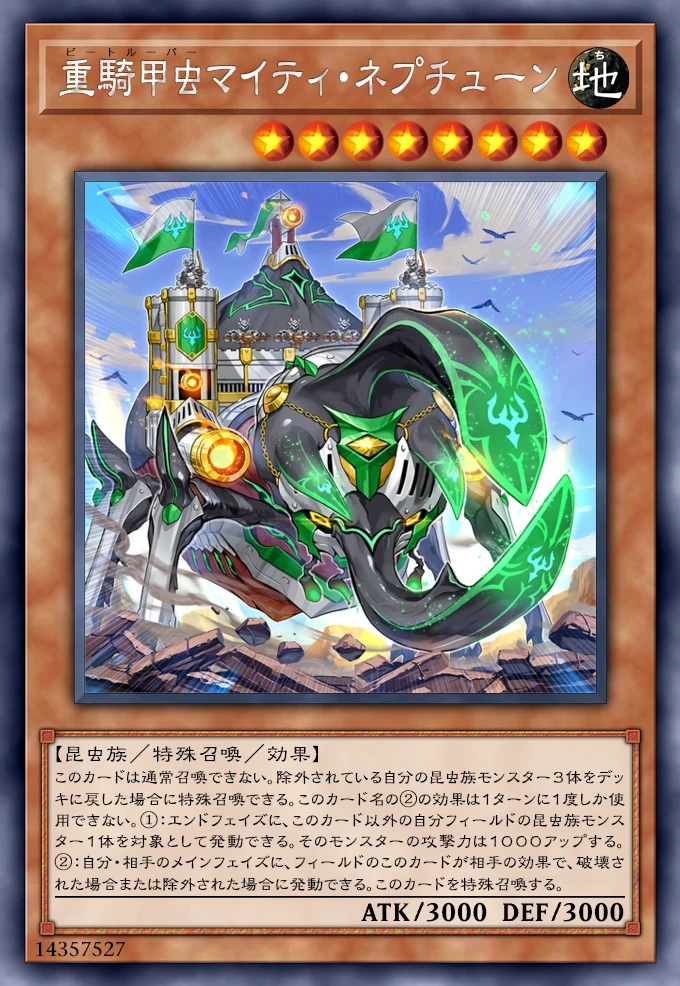 ビートルーパー
重騎甲虫マイティ・ネプチューン
ち
地
【昆虫族／特殊召喚／効果】
このカードは通常召喚できない。除外されている自分の昆虫族モンスター３体をデッ
キに戻した場合に特殊召喚できる。このカード名の②の効果は１ターンに１度しか使
用できない。①：エンドフェイズに、このカード以外の自分フィールドの昆虫族モンス
ター１体を対象として発動できる。そのモンスターの攻撃力は１０００アップする。
②：自分・相手のメインフェイズに、フィールドのこのカードが相手の効果で、破壊さ
れた場合または除外された場合に発動できる。このカードを特殊召喚する。
ATK/3000 DEF/3000
14357527